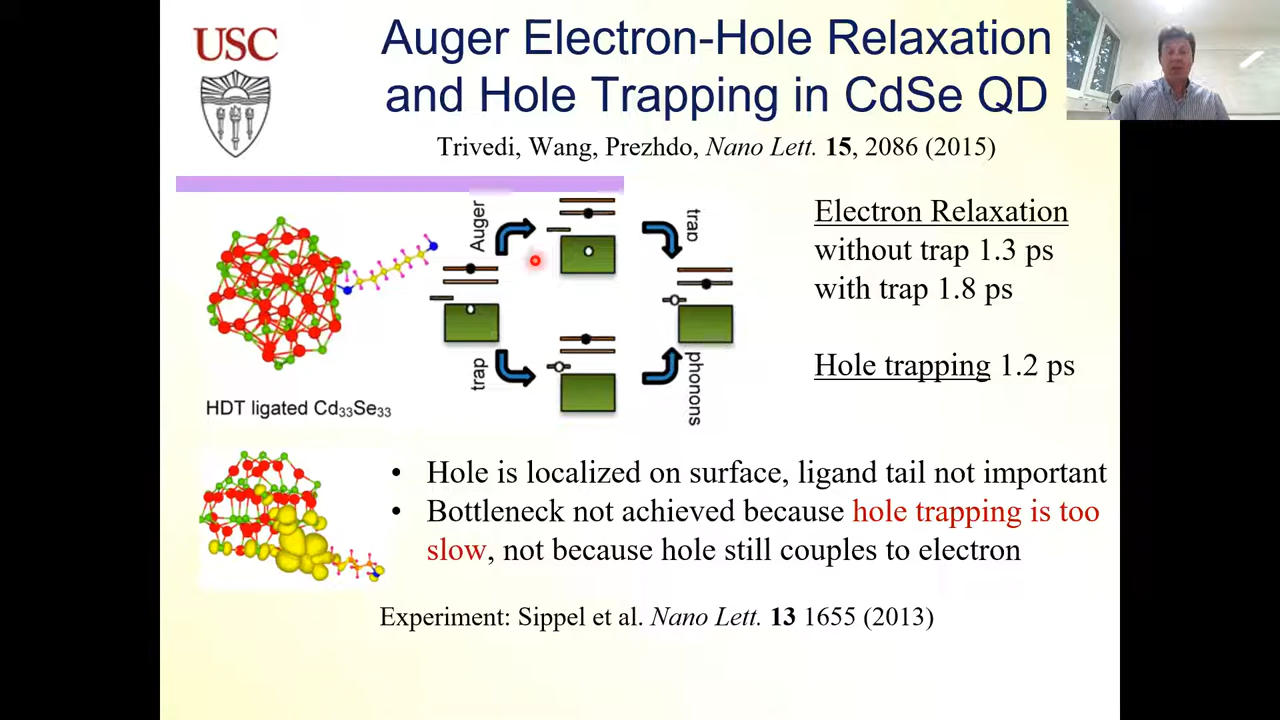 USC
Auger Electron-Hole Relaxation
and Hole Trapping in CdSe QD
Trivedi, Wang, Prezhdo, Nano Lett. 15, 2086 (2015)
Auger
trap
trap
phonons
HDT ligated Cd₃₃Se₃₃
Electron Relaxation
without trap 1.3 ps
with trap 1.8 ps
Hole trapping 1.2 ps
• Hole is localized on surface, ligand tail not important
• Bottleneck not achieved because hole trapping is too
slow, not because hole still couples to electron
Experiment: Sippel et al. Nano Lett. 13 1655 (2013)